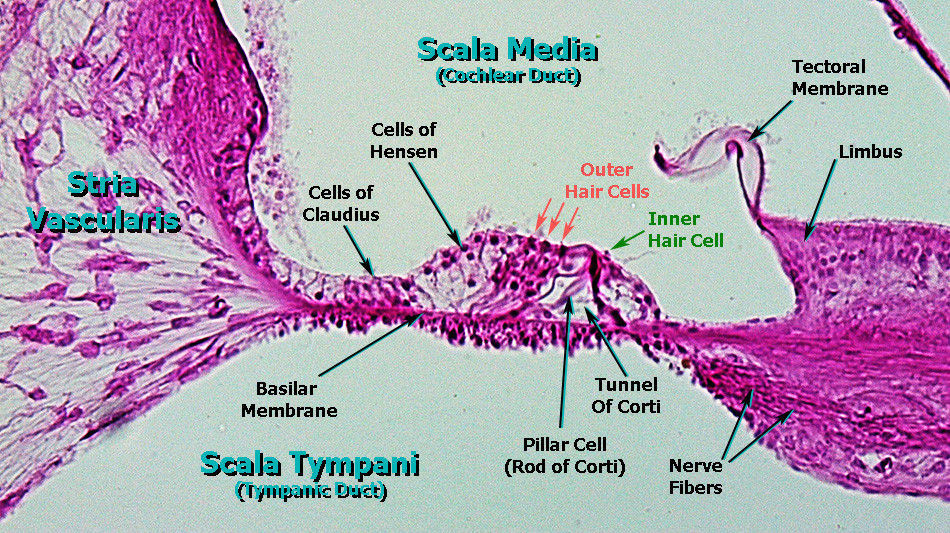 Scala Media
(Cochlear Duct)
Tectoral
Membrane
Cells of
Hensen
Limbus
Outer
Hair Cells
Stria
Vascularis
Cells of
Claudius
Inner
Hair Cell
Basilar
Membrane
Tunnel
Of Corti
Pillar Cell
(Rod of Corti)
Scala Tympani
(Tympanic Duct)
Nerve
Fibers